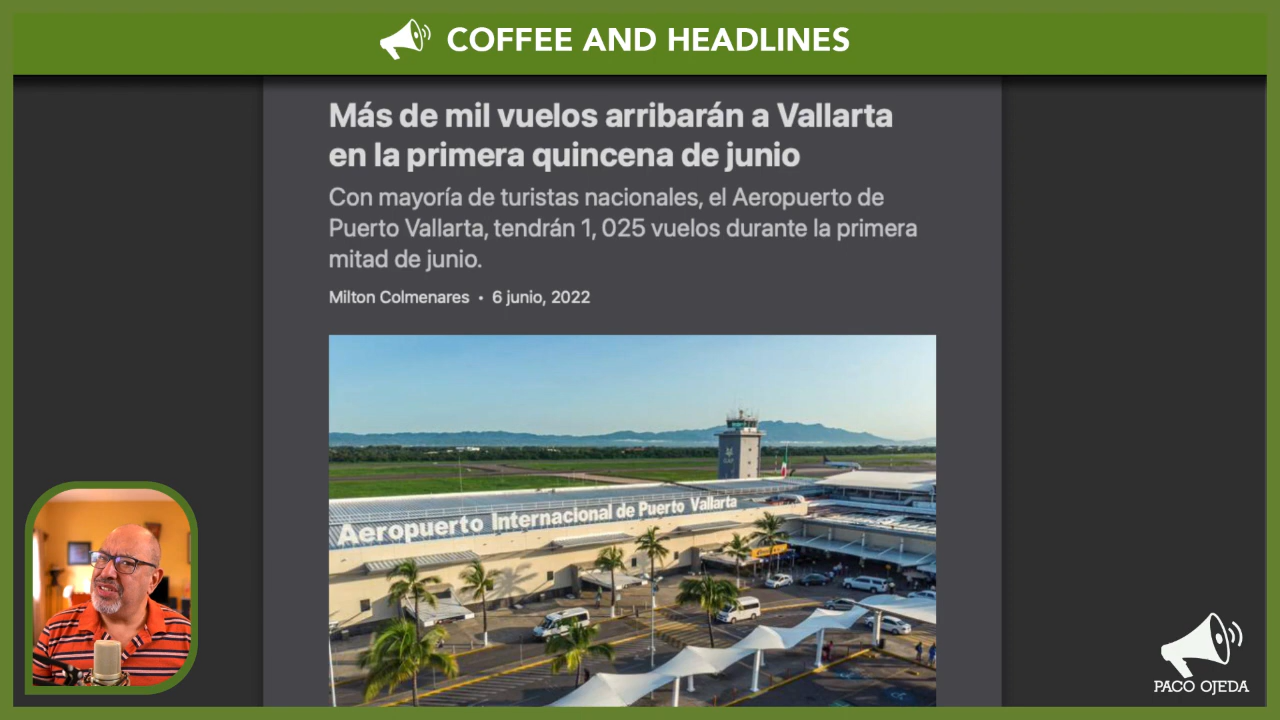 COFFEE AND HEADLINES
Más de mil vuelos arribarán a Vallarta
en la primera quincena de junio
Con mayoría de turistas nacionales, el Aeropuerto de
Puerto Vallarta, tendrán 1, 025 vuelos durante la primera
mitad de junio.
Milton Colmenares • 6 junio, 2022
Aeropuerto Internacional de Puerto Vallarta
PACO OJEDA